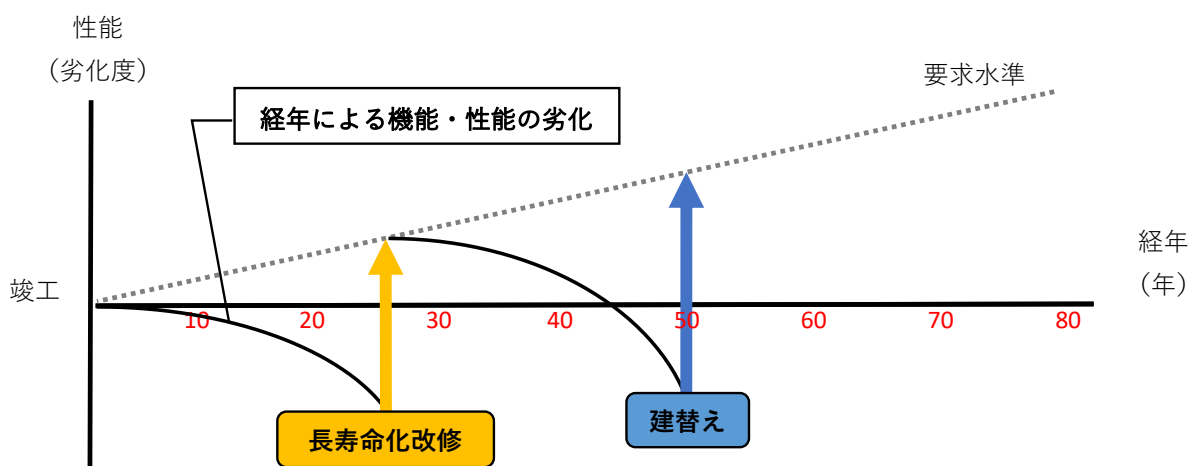 性能
（劣化度）
要求水準
経年による機能・性能の劣化
経年
（年）
竣工
10
20
30
40
50
60
70
80
長寿命化改修
建替え